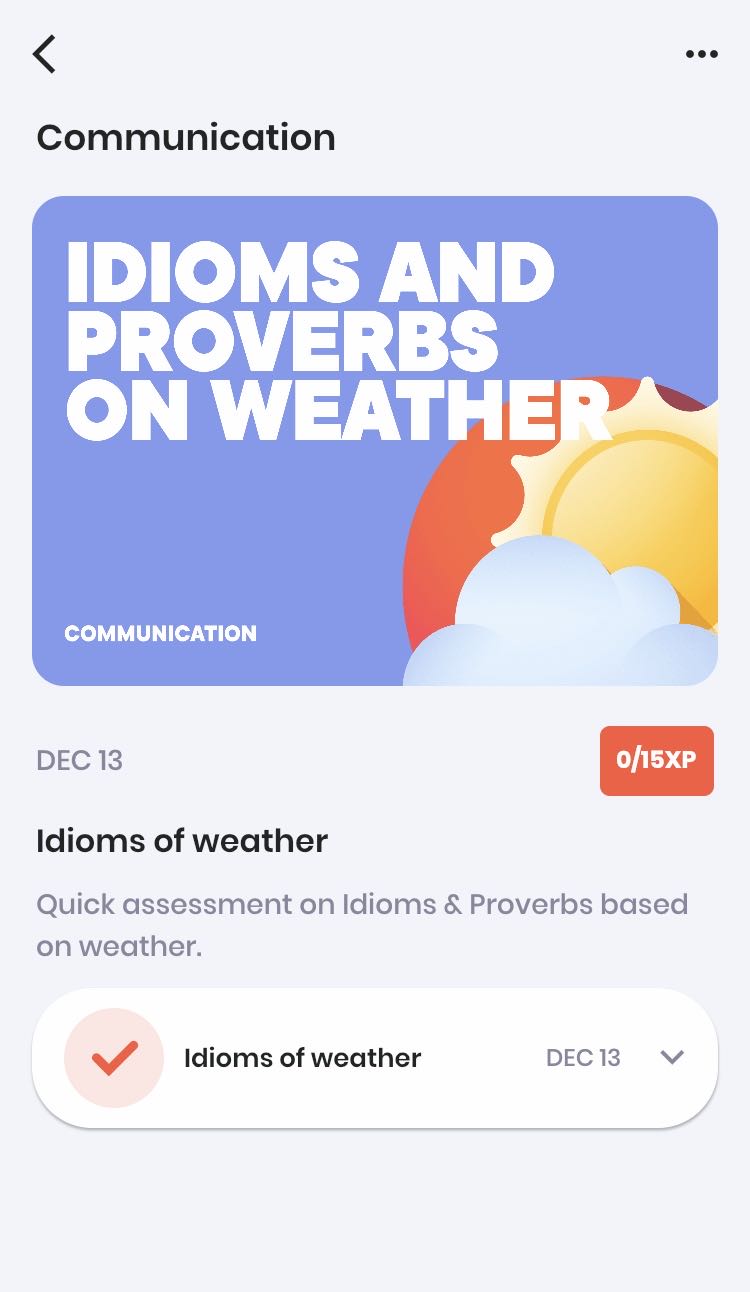 Communication
IDIOMS AND
PROVERBS
ON WEATHER
COMMUNICATION
DEC 13
0/15XP
Idioms of weather
Quick assessment on Idioms & Proverbs based
on weather.
Idioms of weather DEC 13